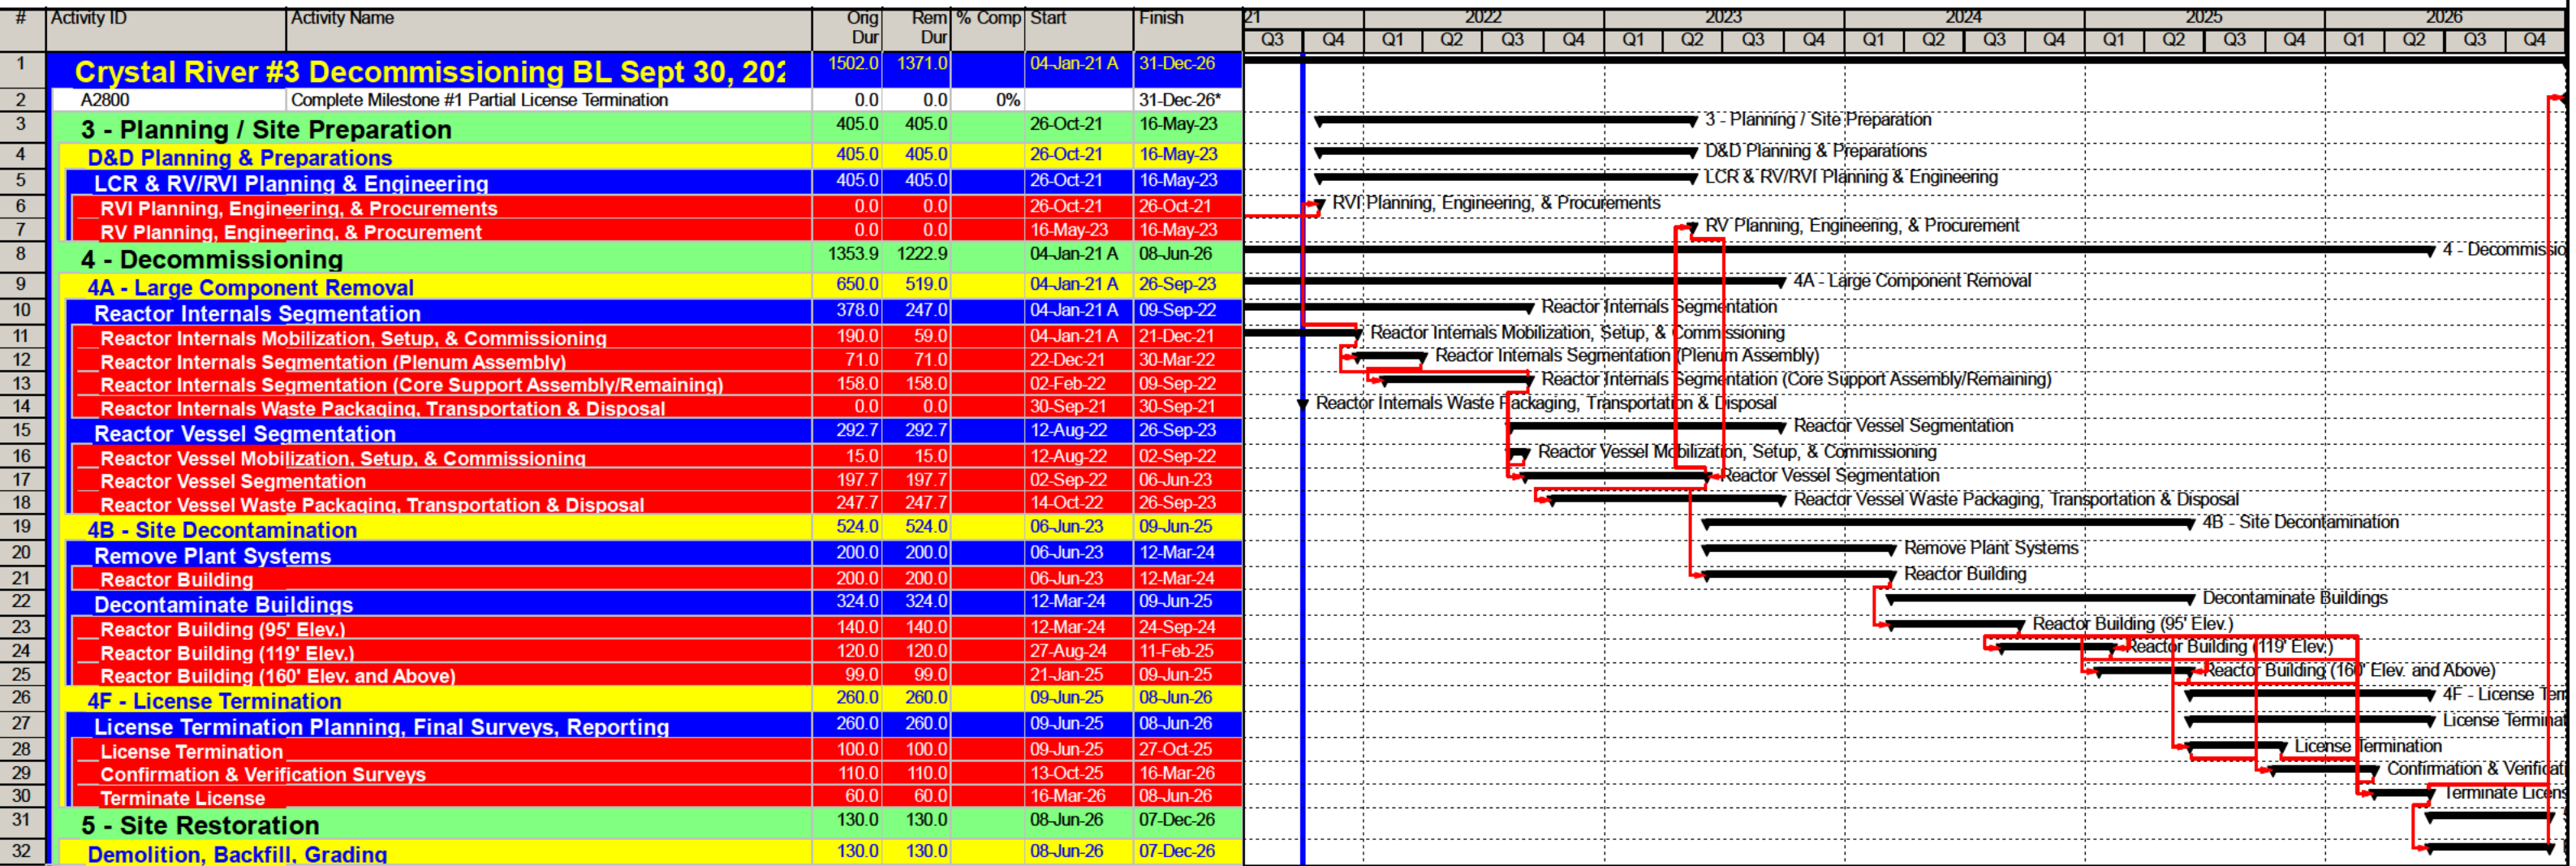 # Activity ID Activity Name Orig Dur Rem Dur % Comp Start Finish 21 2022 2023 2024 2025 2026
Q3 Q4 Q1 Q2 Q3 Q4 Q1 Q2 Q3 Q4 Q1 Q2 Q3 Q4 Q1 Q2 Q3 Q4 Q1 Q2 Q3 Q4
1 Crystal River #3 Decommissioning BL Sept 30, 202 1502.0 1371.0 04-Jan-21 A 31-Dec-26
2 A2800 Complete Milestone #1 Partial License Termination 0.0 0.0 0% 31-Dec-26*
3 3 - Planning / Site Preparation 405.0 405.0 26-Oct-21 16-May-23 3 - Planning / Site Preparation
4 D&D Planning & Preparations 405.0 405.0 26-Oct-21 16-May-23 D&D Planning & Preparations
5 LCR & RV/RVI Planning & Engineering 405.0 405.0 26-Oct-21 16-May-23 LCR & RV/RVI Planning & Engineering
6 RVI Planning, Engineering, & Procurements 0.0 0.0 26-Oct-21 26-Oct-21 RVI Planning, Engineering, & Procurements
7 RV Planning, Engineering, & Procurement 0.0 0.0 16-May-23 16-May-23 RV Planning, Engineering, & Procurement
8 4 - Decommissioning 1353.9 1222.9 04-Jan-21 A 08-Jun-26 4 - Decommissio
9 4A - Large Component Removal 650.0 519.0 04-Jan-21 A 26-Sep-23 4A - Large Component Removal
10 Reactor Internals Segmentation 378.0 247.0 04-Jan-21 A 09-Sep-22 Reactor Internals Segmentation
11 Reactor Internals Mobilization, Setup, & Commissioning 190.0 59.0 04-Jan-21 A 21-Dec-21 Reactor Internals Mobilization, Setup, & Commissioning
12 Reactor Internals Segmentation (Plenum Assembly) 71.0 71.0 22-Dec-21 30-Mar-22 Reactor Internals Segmentation (Plenum Assembly)
13 Reactor Internals Segmentation (Core Support Assembly/Remaining) 158.0 158.0 02-Feb-22 09-Sep-22 Reactor Internals Segmentation (Core Support Assembly/Remaining)
14 Reactor Internals Waste Packaging, Transportation & Disposal 0.0 0.0 30-Sep-21 30-Sep-21 Reactor Internals Waste Packaging, Transportation & Disposal
15 Reactor Vessel Segmentation 292.7 292.7 12-Aug-22 26-Sep-23 Reactor Vessel Segmentation
16 Reactor Vessel Mobilization, Setup, & Commissioning 15.0 15.0 12-Aug-22 02-Sep-22 Reactor Vessel Mobilization, Setup, & Commissioning
17 Reactor Vessel Segmentation 197.7 197.7 02-Sep-22 06-Jun-23 Reactor Vessel Segmentation
18 Reactor Vessel Waste Packaging, Transportation & Disposal 247.7 247.7 14-Oct-22 26-Sep-23 Reactor Vessel Waste Packaging, Transportation & Disposal
19 4B - Site Decontamination 524.0 524.0 06-Jun-23 09-Jun-25 4B - Site Decontamination
20 Remove Plant Systems 200.0 200.0 06-Jun-23 12-Mar-24 Remove Plant Systems
21 Reactor Building 200.0 200.0 06-Jun-23 12-Mar-24 Reactor Building
22 Decontaminate Buildings 324.0 324.0 12-Mar-24 09-Jun-25 Decontaminate Buildings
23 Reactor Building (95' Elev.) 140.0 140.0 12-Mar-24 24-Sep-24 Reactor Building (95' Elev.)
24 Reactor Building (119' Elev.) 120.0 120.0 27-Aug-24 11-Feb-25 Reactor Building (119' Elev.)
25 Reactor Building (160' Elev. and Above) 99.0 99.0 21-Jan-25 09-Jun-25 Reactor Building (160' Elev. and Above)
26 4F - License Termination 260.0 260.0 09-Jun-25 08-Jun-26 4F - License Ter
27 License Termination Planning, Final Surveys, Reporting 260.0 260.0 09-Jun-25 08-Jun-26 License Terminat
28 License Termination 100.0 100.0 09-Jun-25 27-Oct-25 License Termination
29 Confirmation & Verification Surveys 110.0 110.0 13-Oct-25 16-Mar-26 Confirmation & Verificati
30 Terminate License 60.0 60.0 16-Mar-26 08-Jun-26 Terminate Licens
31 5 - Site Restoration 130.0 130.0 08-Jun-26 07-Dec-26
32 Demolition, Backfill, Grading 130.0 130.0 08-Jun-26 07-Dec-26